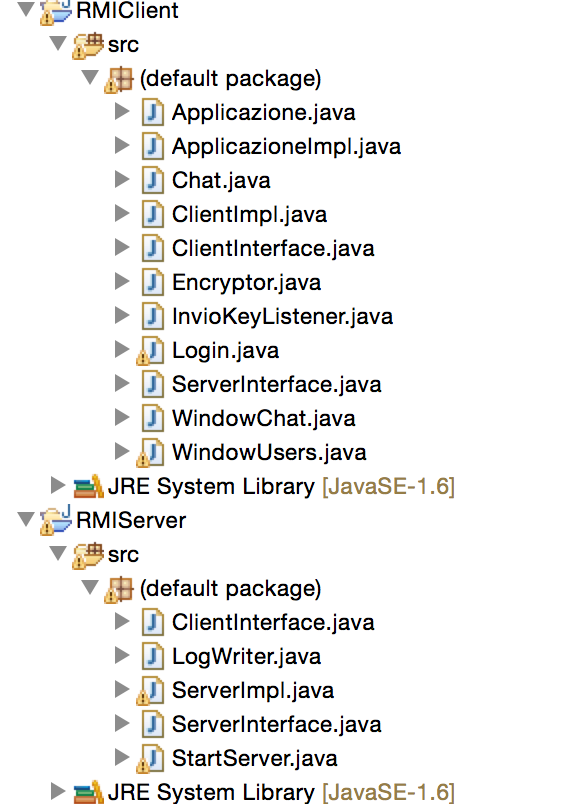 RMIClient
src
(default package)
Applicazione.java
ApplicazioneImpl.java
Chat.java
ClientImpl.java
ClientInterface.java
Encryptor.java
InvioKeyListener.java
Login.java
ServerInterface.java
WindowChat.java
WindowUsers.java
JRE System Library [JavaSE-1.6]
RMIServer
src
(default package)
ClientInterface.java
LogWriter.java
ServerImpl.java
ServerInterface.java
StartServer.java
JRE System Library [JavaSE-1.6]